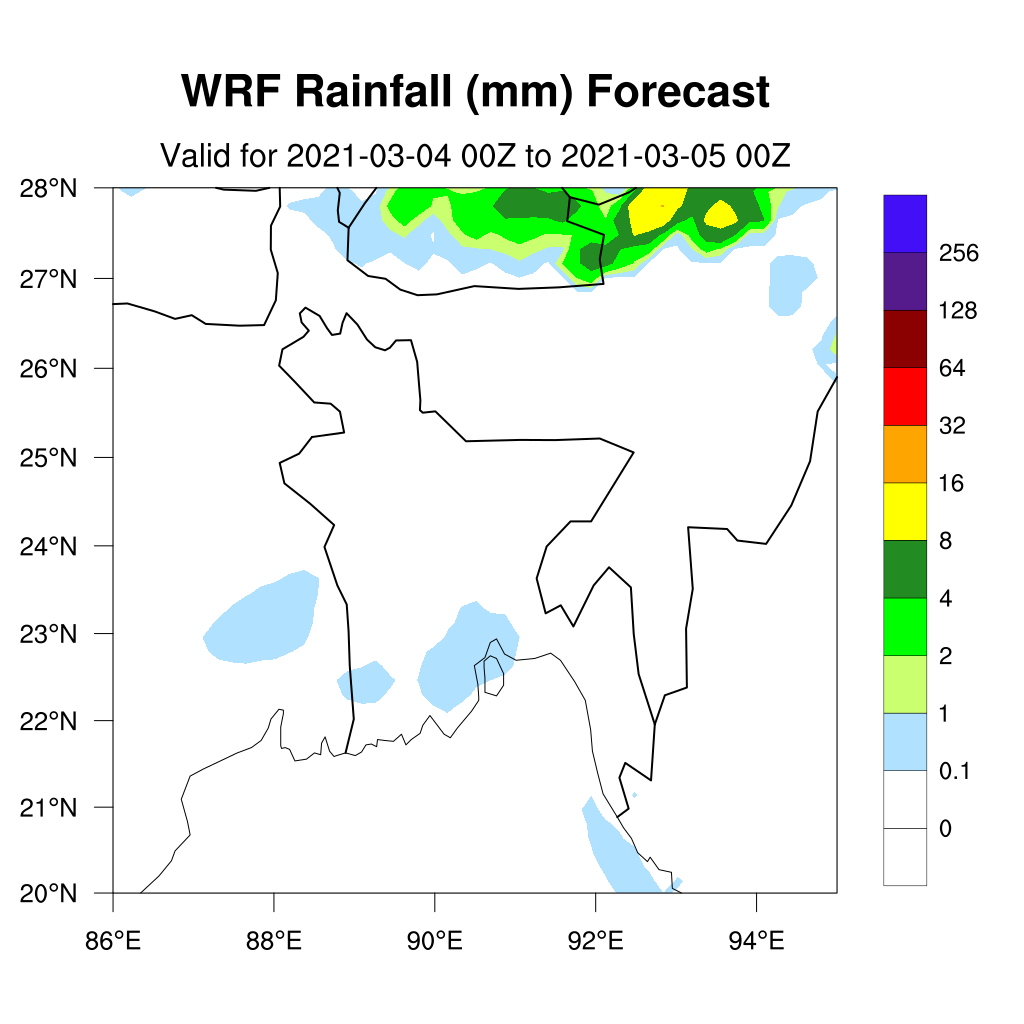 WRF Rainfall (mm) Forecast
Valid for 2021-03-04 00Z to 2021-03-05 00Z
28°N
27°N
26°N
25°N
24°N
23°N
22°N
21°N
20°N
86°E 88°E 90°E 92°E 94°E
256
128
64
32
16
8
4
2
1
0.1
0